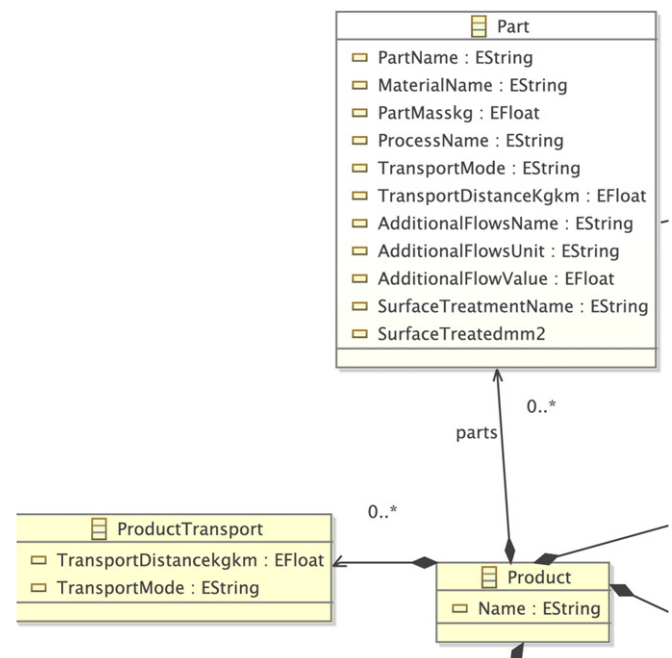 Part
PartName : EString
MaterialName : EString
PartMasskg : EFloat
ProcessName : EString
TransportMode : EString
TransportDistanceKgkm : EFloat
AdditionalFlowsName : EString
AdditionalFlowsUnit : EString
AdditionalFlowValue : EFloat
SurfaceTreatmentName : EString
SurfaceTreatedmm2
0..*
parts
0..*
ProductTransport
TransportDistancekgkm : EFloat
TransportMode : EString
Product
Name : EString